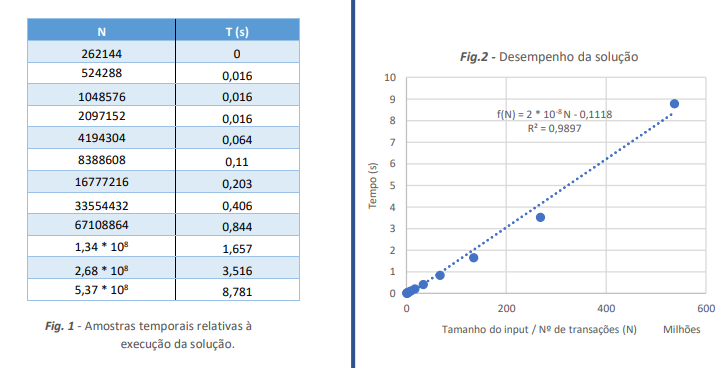 N T (s)
262144 0
524288 0,016
1048576 0,016
2097152 0,016
4194304 0,064
8388608 0,11
16777216 0,203
33554432 0,406
67108864 0,844
1,34 * 10⁸ 1,657
2,68 * 10⁸ 3,516
5,37 * 10⁸ 8,781
Fig. 1 - Amostras temporais relativas à
execução da solução.
Fig.2 - Desempenho da solução
f(N) = 2 * 10⁻⁸N - 0,1118
R² = 0,9897
Tempo (s)
10
9
8
7
6
5
4
3
2
1
0
0 200 400 600
Tamanho do input / Nº de transações (N) Milhões